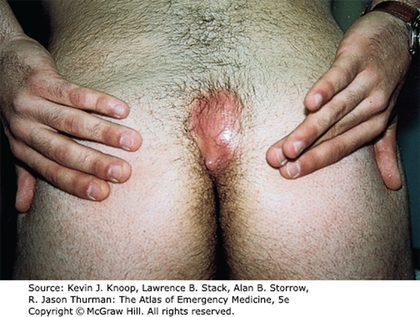 Source: Kevin J. Knoop, Lawrence B. Stack, Alan B. Storrow,
R. Jason Thurman: The Atlas of Emergency Medicine, 5e
Copyright © McGraw Hill. All rights reserved.